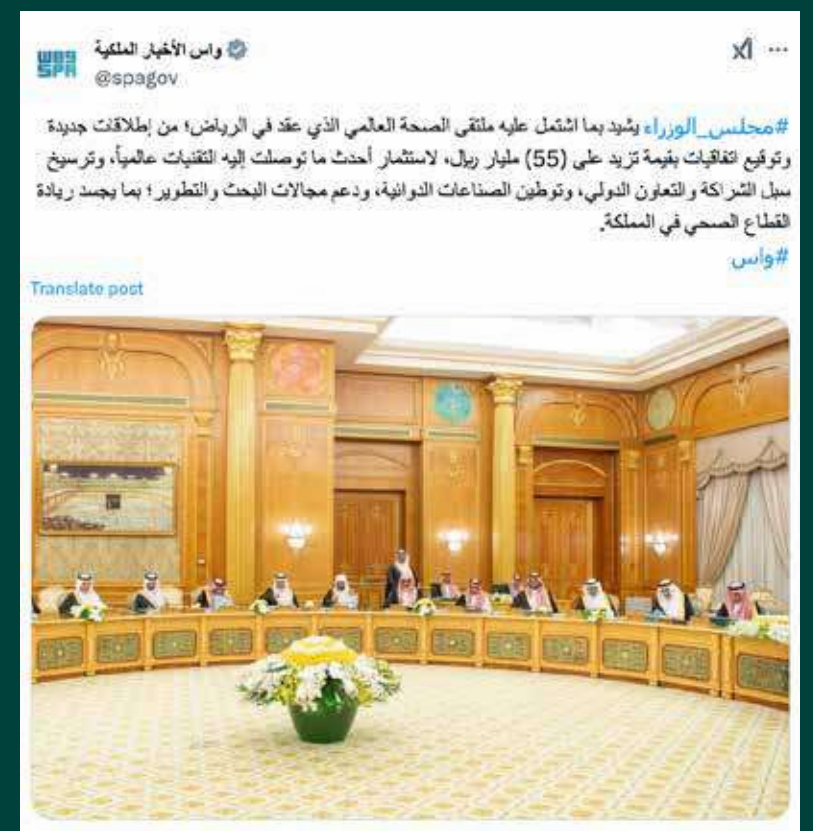 واس الأخبار الملكية
@spagov
#مجلس_الوزراء يشيد بما اشتمل عليه ملتقى الصحة العالمي الذي عقد في الرياض؛ من إطلاقات جديدة
وتوقيع اتفاقيات بقيمة تزيد على (55) مليار ريال، لاستثمار أحدث ما توصلت إليه التقنيات عالمياً، وترسيخ
سبل الشراكة والتعاون الدولي، وتوطين الصناعات الدوائية، ودعم مجالات البحث والتطوير؛ بما يجسد ريادة
القطاع الصحي في المملكة.
#واس
Translate post